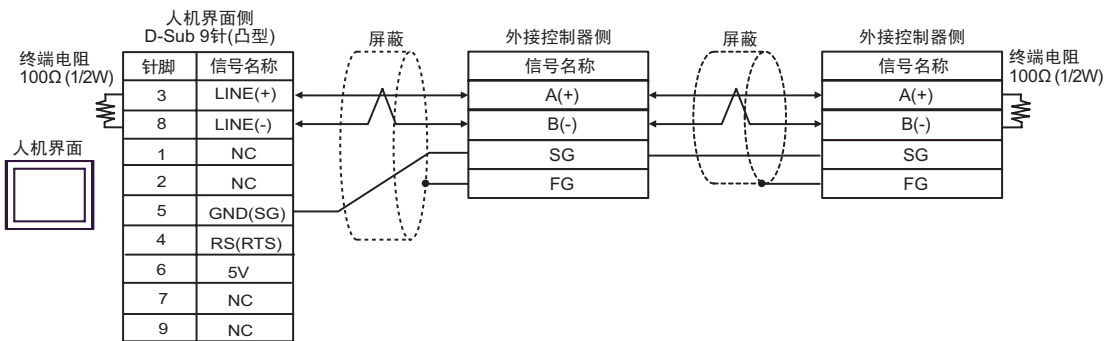 人机界面侧
D-Sub 9针(凸型)
终端电阻
100Ω (1/2W)
人机界面
针脚 信号名称
3 LINE(+)
8 LINE(-)
1 NC
2 NC
5 GND(SG)
4 RS(RTS)
6 5V
7 NC
9 NC
屏蔽
外接控制器侧
信号名称
A(+)
B(-)
SG
FG
屏蔽
外接控制器侧
信号名称
A(+)
B(-)
SG
FG
终端电阻
100Ω (1/2W)